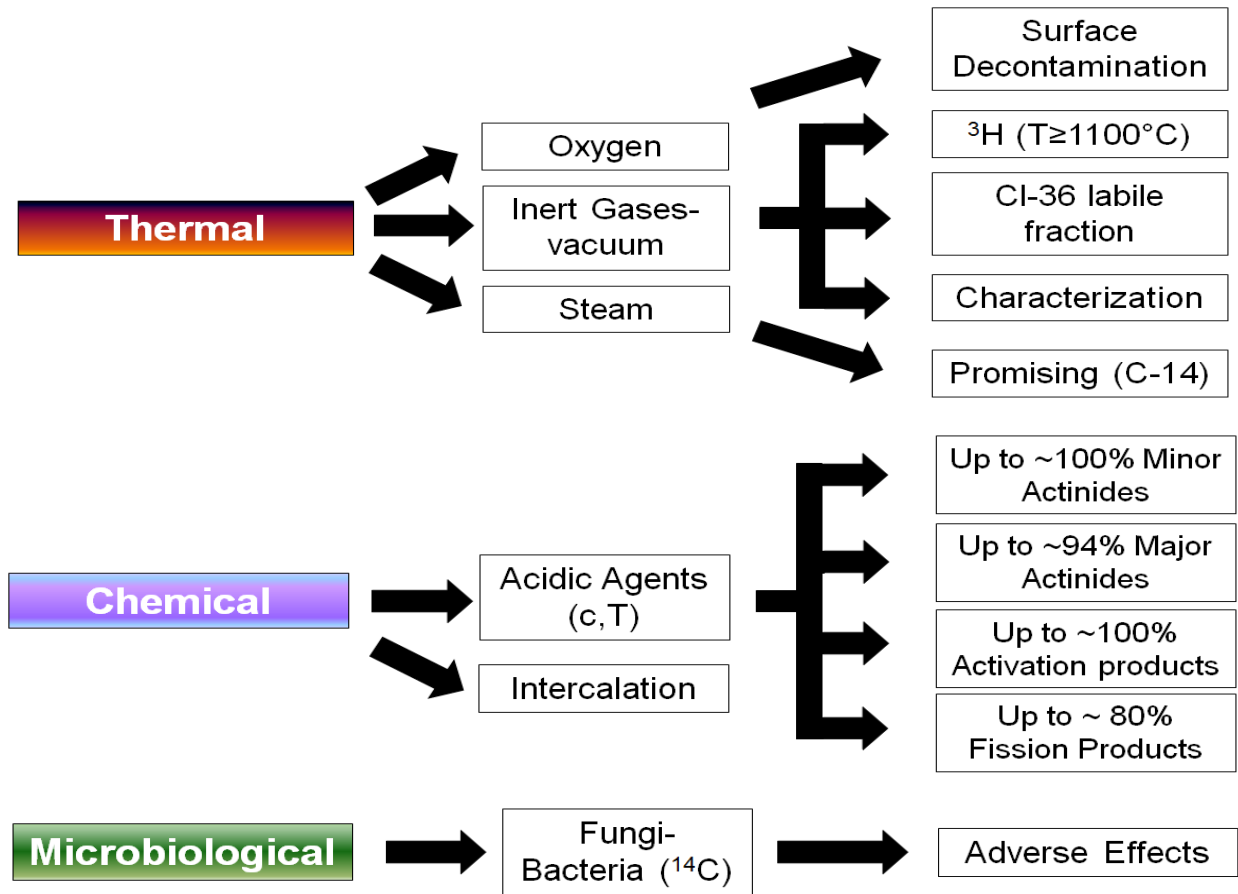 Surface
Decontamination
Oxygen
³H (T≥1100°C)
Thermal
Inert Gases-
vacuum
Cl-36 labile
fraction
Steam
Characterization
Promising (C-14)
Up to ~100% Minor
Actinides
Chemical
Acidic Agents
(c,T)
Up to ~94% Major
Actinides
Intercalation
Up to ~100%
Activation products
Up to ~ 80%
Fission Products
Microbiological
Fungi-
Bacteria (¹⁴C)
Adverse Effects